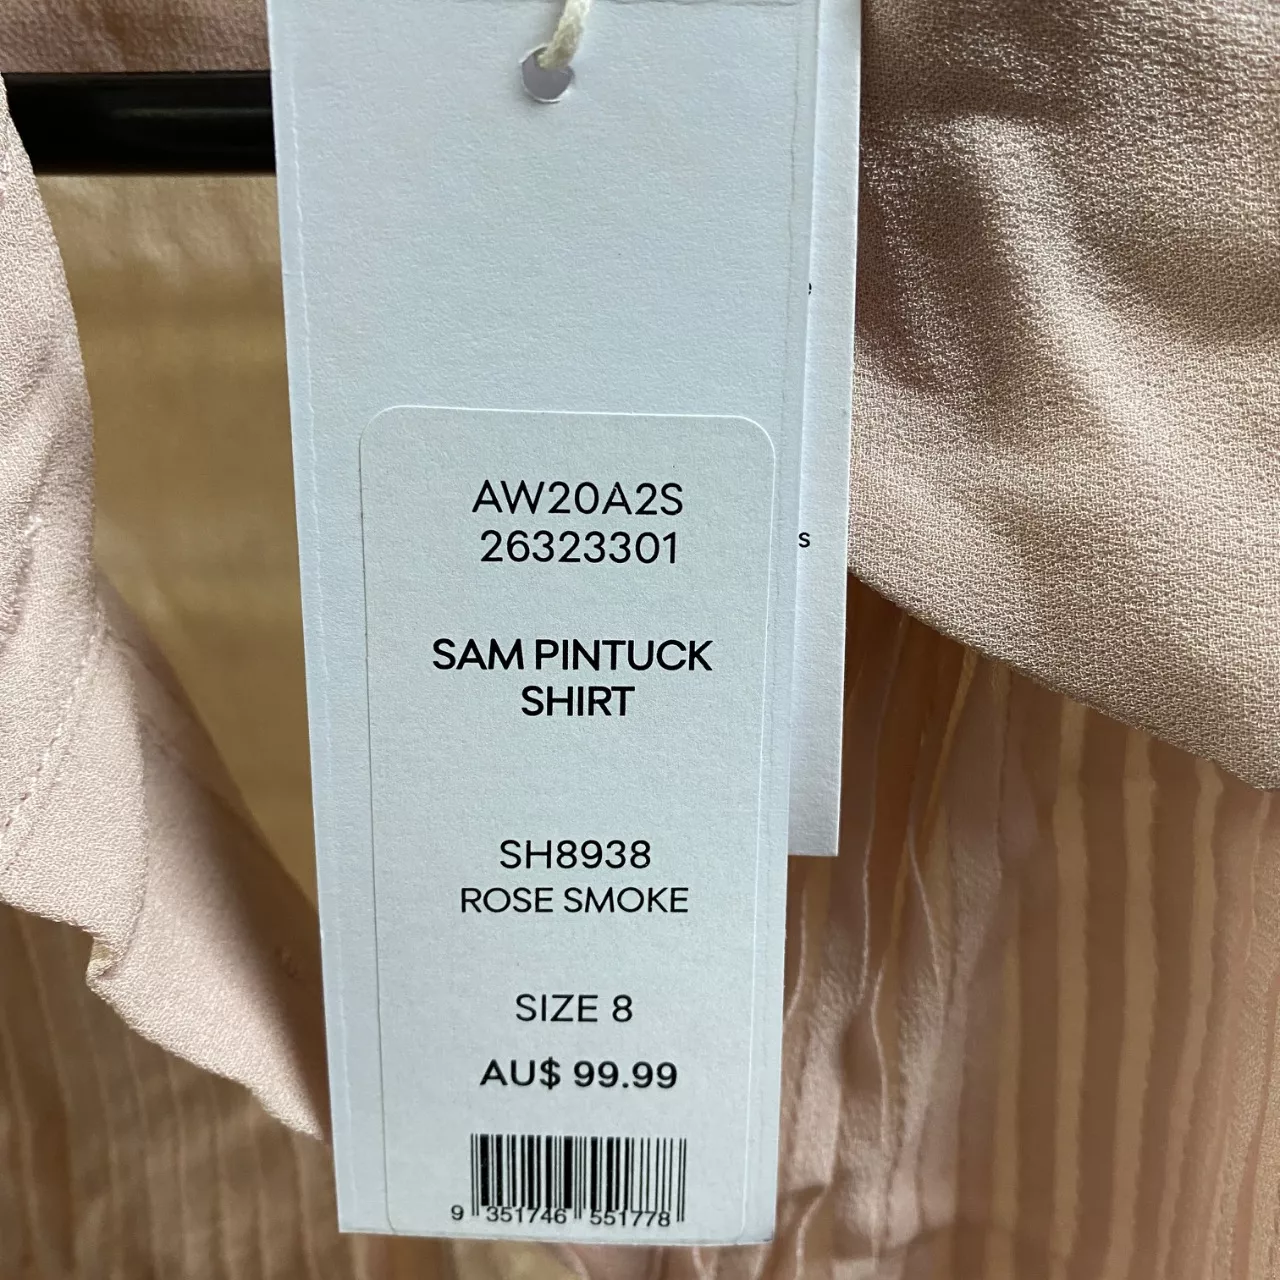 AW20A2S
26323301
SAM PINTUCK
SHIRT
SH8938
ROSE SMOKE
SIZE 8
AU$ 99.99
9 351746 551778
s